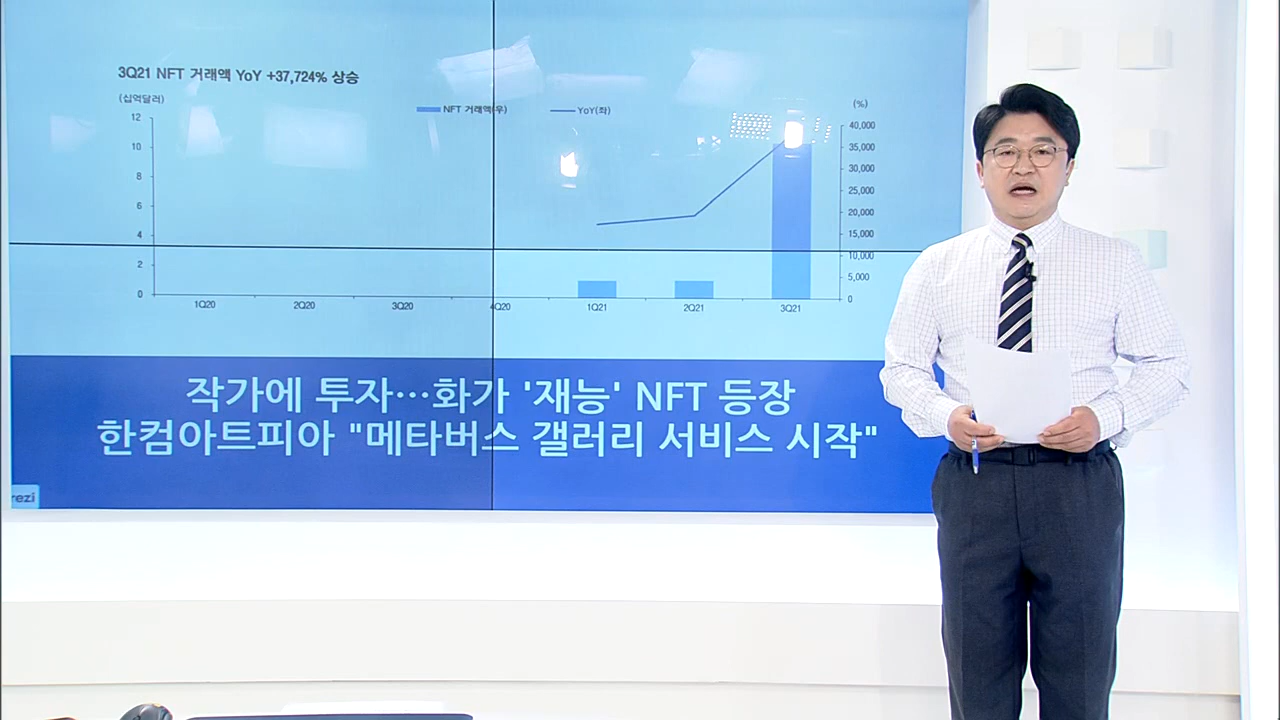 3Q21 NFT 거래액 YoY +37,724% 상승
(십억달러)
NFT 거래액(우)
YoY(좌)
(%)
12
10
8
6
4
2
0
40,000
35,000
30,000
25,000
20,000
15,000
10,000
5,000
0
1Q20
2Q20
3Q20
4Q20
1Q21
2Q21
3Q21
작가에 투자…화가 '재능' NFT 등장
한컴아트피아 "메타버스 갤러리 서비스 시작"
rezi